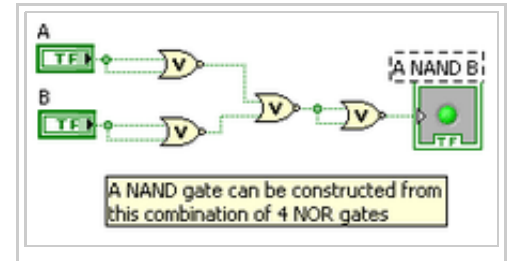 A
TF
V
A NAND B
B
V
V
TF
V
TF
A NAND gate can be constructed from
this combination of 4 NOR gates